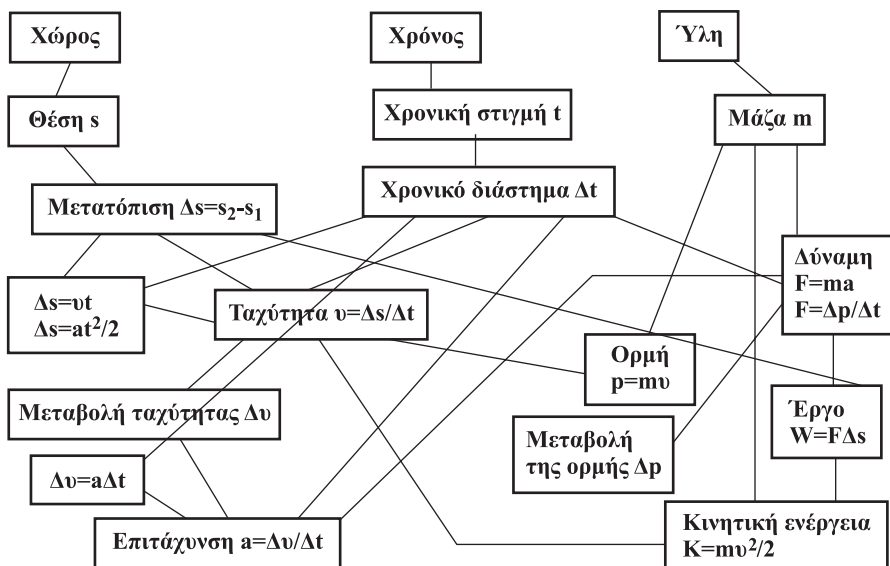 Χώρος
Χρόνος
Ύλη
Θέση s
Χρονική στιγμή t
Μάζα m
Μετατόπιση Δs=s₂-s₁
Χρονικό διάστημα Δt
Δs=υt
Δs=at²/2
Ταχύτητα υ=Δs/Δt
Δύναμη
F=ma
F=Δp/Δt
Ορμή
p=mυ
Μεταβολή ταχύτητας Δυ
Έργο
W=FΔs
Μεταβολή
της ορμής Δp
Δυ=aΔt
Επιτάχυνση a=Δυ/Δt
Κινητική ενέργεια
K=mυ²/2